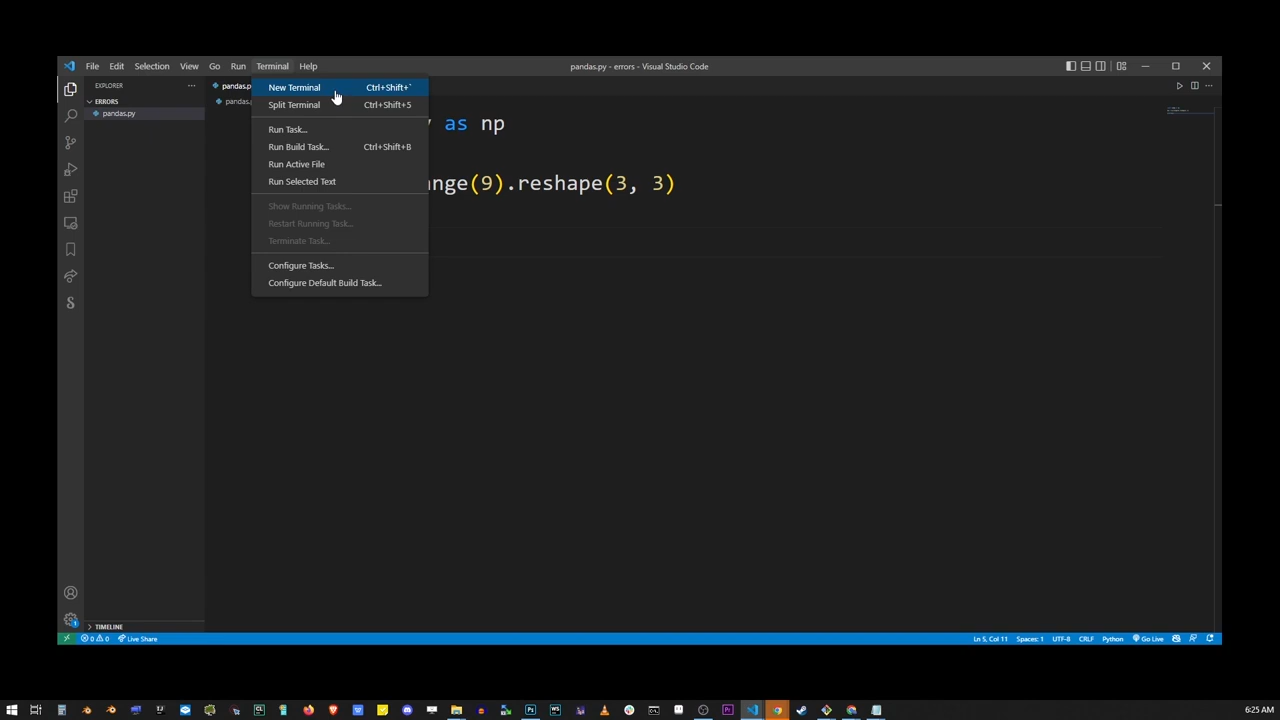 File Edit Selection View Go Run Terminal Help
pandas.py - errors - Visual Studio Code
EXPLORER
ERRORS
pandas.py
pandas.p
pandas.
New Terminal Ctrl+Shift+`
Split Terminal Ctrl+Shift+5
Run Task...
Run Build Task... Ctrl+Shift+B
Run Active File
Run Selected Text
Show Running Tasks...
Restart Running Task...
Terminate Task...
Configure Tasks...
Configure Default Build Task...
as np
nge(9).reshape(3, 3)
TIMELINE
0 0 Live Share
Ln 5, Col 11 Spaces: 1 UTF-8 CRLF Python Go Live
6:25 AM